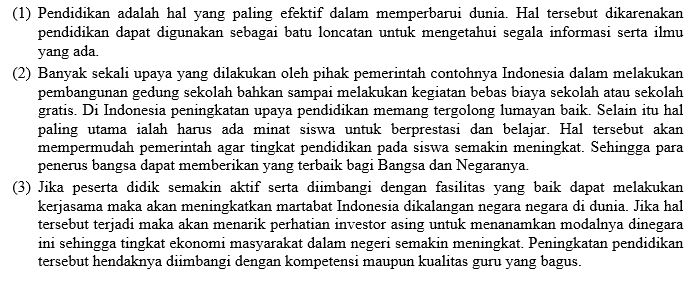 (1) Pendidikan adalah hal yang paling efektif dalam memperbarui dunia. Hal tersebut dikarenakan
pendidikan dapat digunakan sebagai batu loncatan untuk mengetahui segala informasi serta ilmu
yang ada.
(2) Banyak sekali upaya yang dilakukan oleh pihak pemerintah contohnya Indonesia dalam melakukan
pembangunan gedung sekolah bahkan sampai melakukan kegiatan bebas biaya sekolah atau sekolah
gratis. Di Indonesia peningkatan upaya pendidikan memang tergolong lumayan baik. Selain itu hal
paling utama ialah harus ada minat siswa untuk berprestasi dan belajar. Hal tersebut akan
mempermudah pemerintah agar tingkat pendidikan pada siswa semakin meningkat. Sehingga para
penerus bangsa dapat memberikan yang terbaik bagi Bangsa dan Negaranya.
(3) Jika peserta didik semakin aktif serta diimbangi dengan fasilitas yang baik dapat melakukan
kerjasama maka akan meningkatkan martabat Indonesia dikalangan negara negara di dunia. Jika hal
tersebut terjadi maka akan menarik perhatian investor asing untuk menanamkan modalnya dinegara
ini sehingga tingkat ekonomi masyarakat dalam negeri semakin meningkat. Peningkatan pendidikan
tersebut hendaknya diimbangi dengan kompetensi maupun kualitas guru yang bagus.